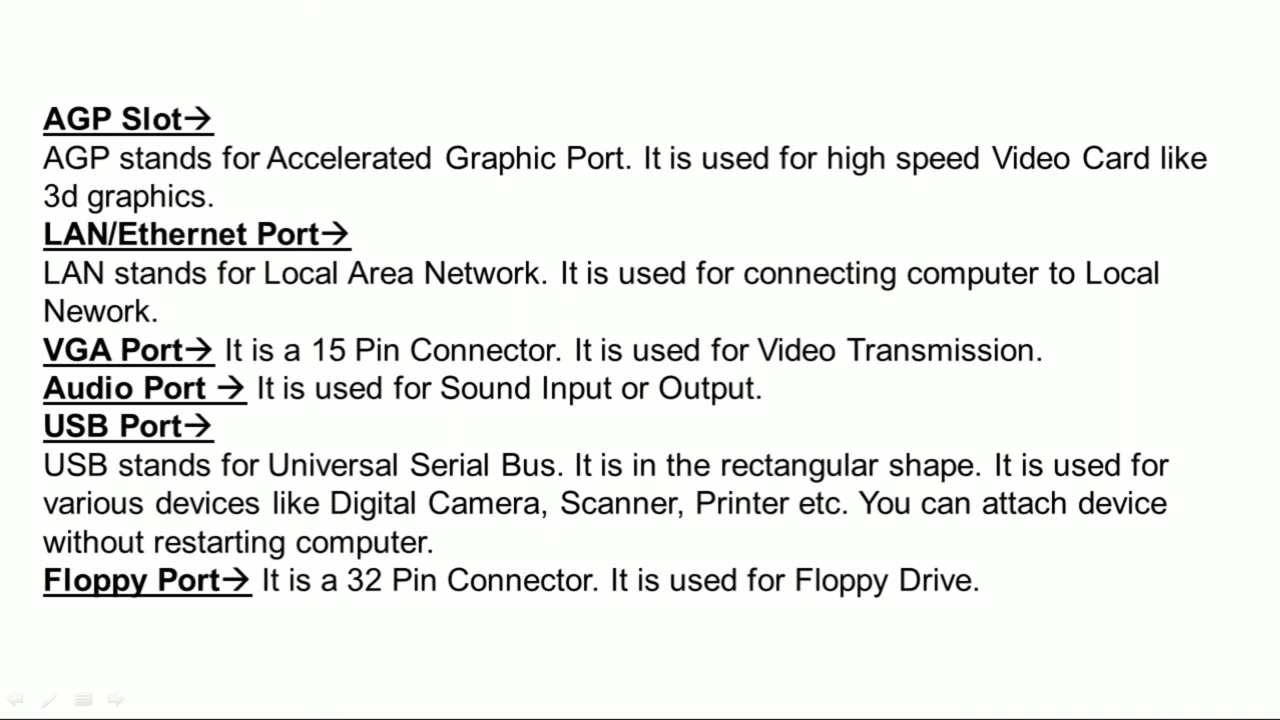 AGP Slot→
AGP stands for Accelerated Graphic Port. It is used for high speed Video Card like
3d graphics.
LAN/Ethernet Port→
LAN stands for Local Area Network. It is used for connecting computer to Local
Nework.
VGA Port→ It is a 15 Pin Connector. It is used for Video Transmission.
Audio Port → It is used for Sound Input or Output.
USB Port→
USB stands for Universal Serial Bus. It is in the rectangular shape. It is used for
various devices like Digital Camera, Scanner, Printer etc. You can attach device
without restarting computer.
Floppy Port→ It is a 32 Pin Connector. It is used for Floppy Drive.